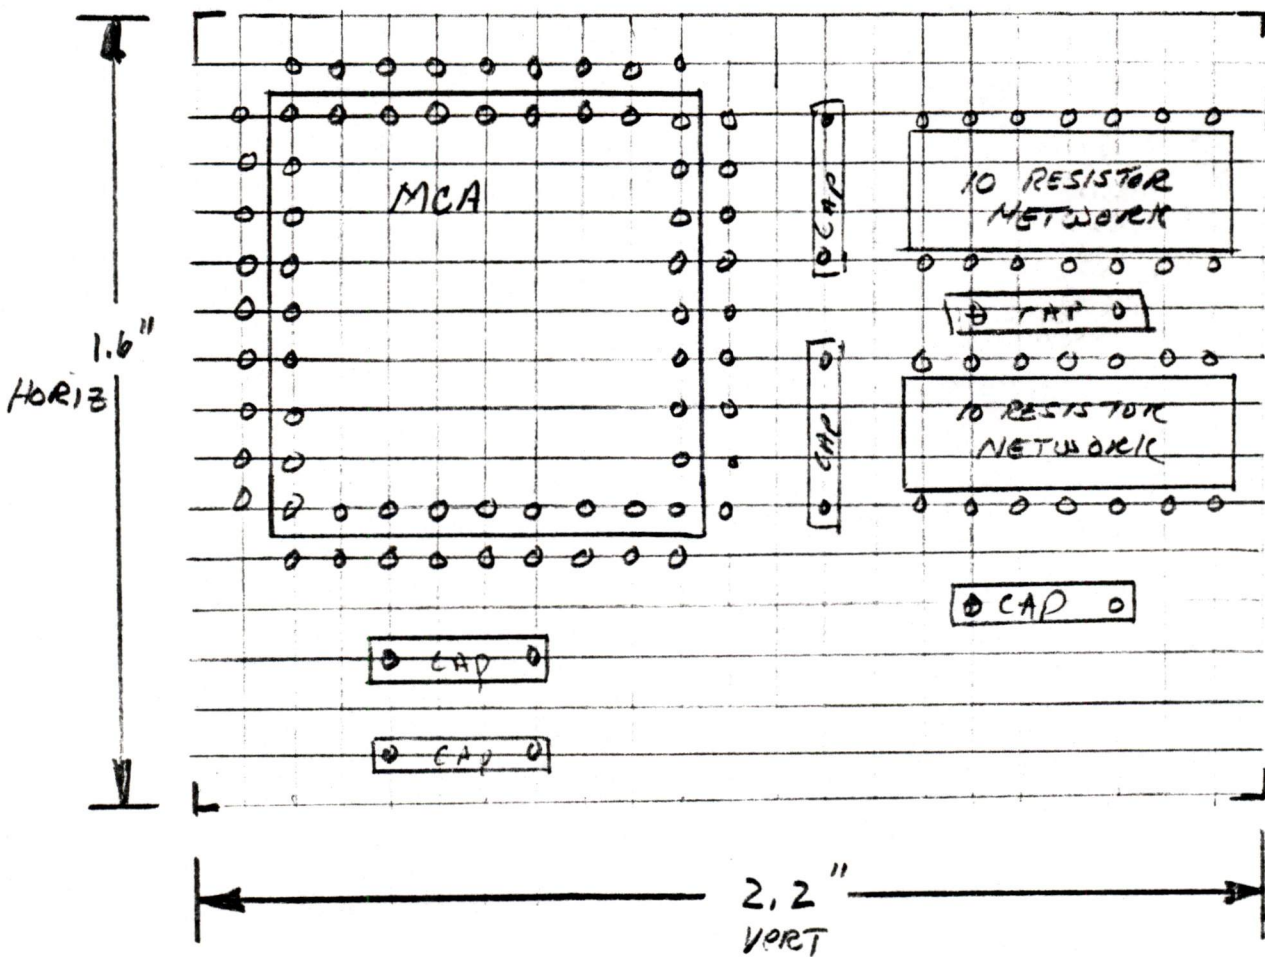 MCA
CAP
10 RESISTOR
NETWORK
CAP
1.6"
HORIZ
CAP
10 RESISTOR
NETWORK
CAP
CAP
CAP
2.2"
VERT